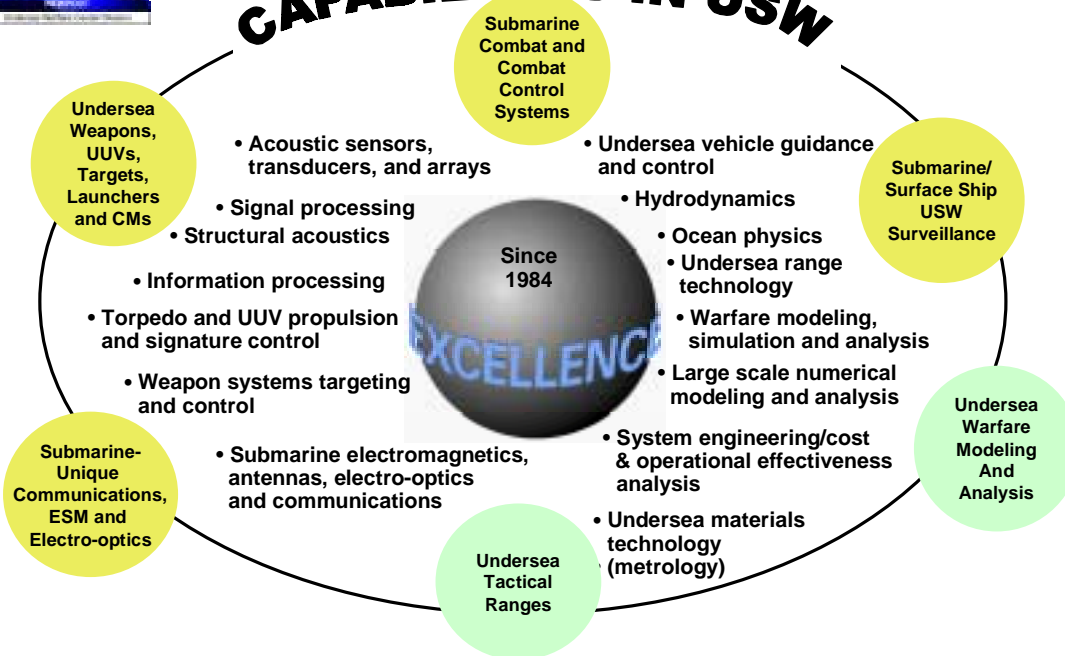 Submarine
Combat and
Combat
Control
Systems
Undersea
Weapons,
UUVs,
Targets,
Launchers
and CMs
• Acoustic sensors,
transducers, and arrays
• Signal processing
• Structural acoustics
• Information processing
• Torpedo and UUV propulsion
and signature control
• Weapon systems targeting
and control
• Submarine electromagnetics,
antennas, electro-optics
and communications
Since
1984
EXCELLENCE
• Undersea vehicle guidance
and control
• Hydrodynamics
• Ocean physics
• Undersea range
technology
• Warfare modeling,
simulation and analysis
• Large scale numerical
modeling and analysis
• System engineering/cost
& operational effectiveness
analysis
• Undersea materials
technology
• (metrology)
Submarine/
Surface Ship
USW
Surveillance
Undersea
Warfare
Modeling
And
Analysis
Submarine-
Unique
Communications,
ESM and
Electro-optics
Undersea
Tactical
Ranges
IN USW